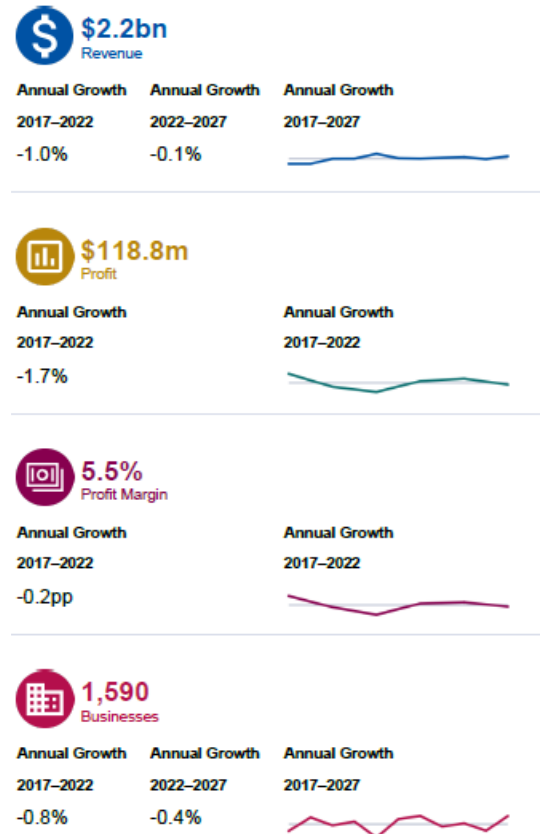 $2.2bn
Revenue
Annual Growth Annual Growth Annual Growth
2017–2022 2022–2027 2017–2027
-1.0% -0.1%
$118.8m
Profit
Annual Growth Annual Growth
2017–2022 2017–2022
-1.7%
5.5%
Profit Margin
Annual Growth Annual Growth
2017–2022 2017–2022
-0.2pp
1,590
Businesses
Annual Growth Annual Growth Annual Growth
2017–2022 2022–2027 2017–2027
-0.8% -0.4%